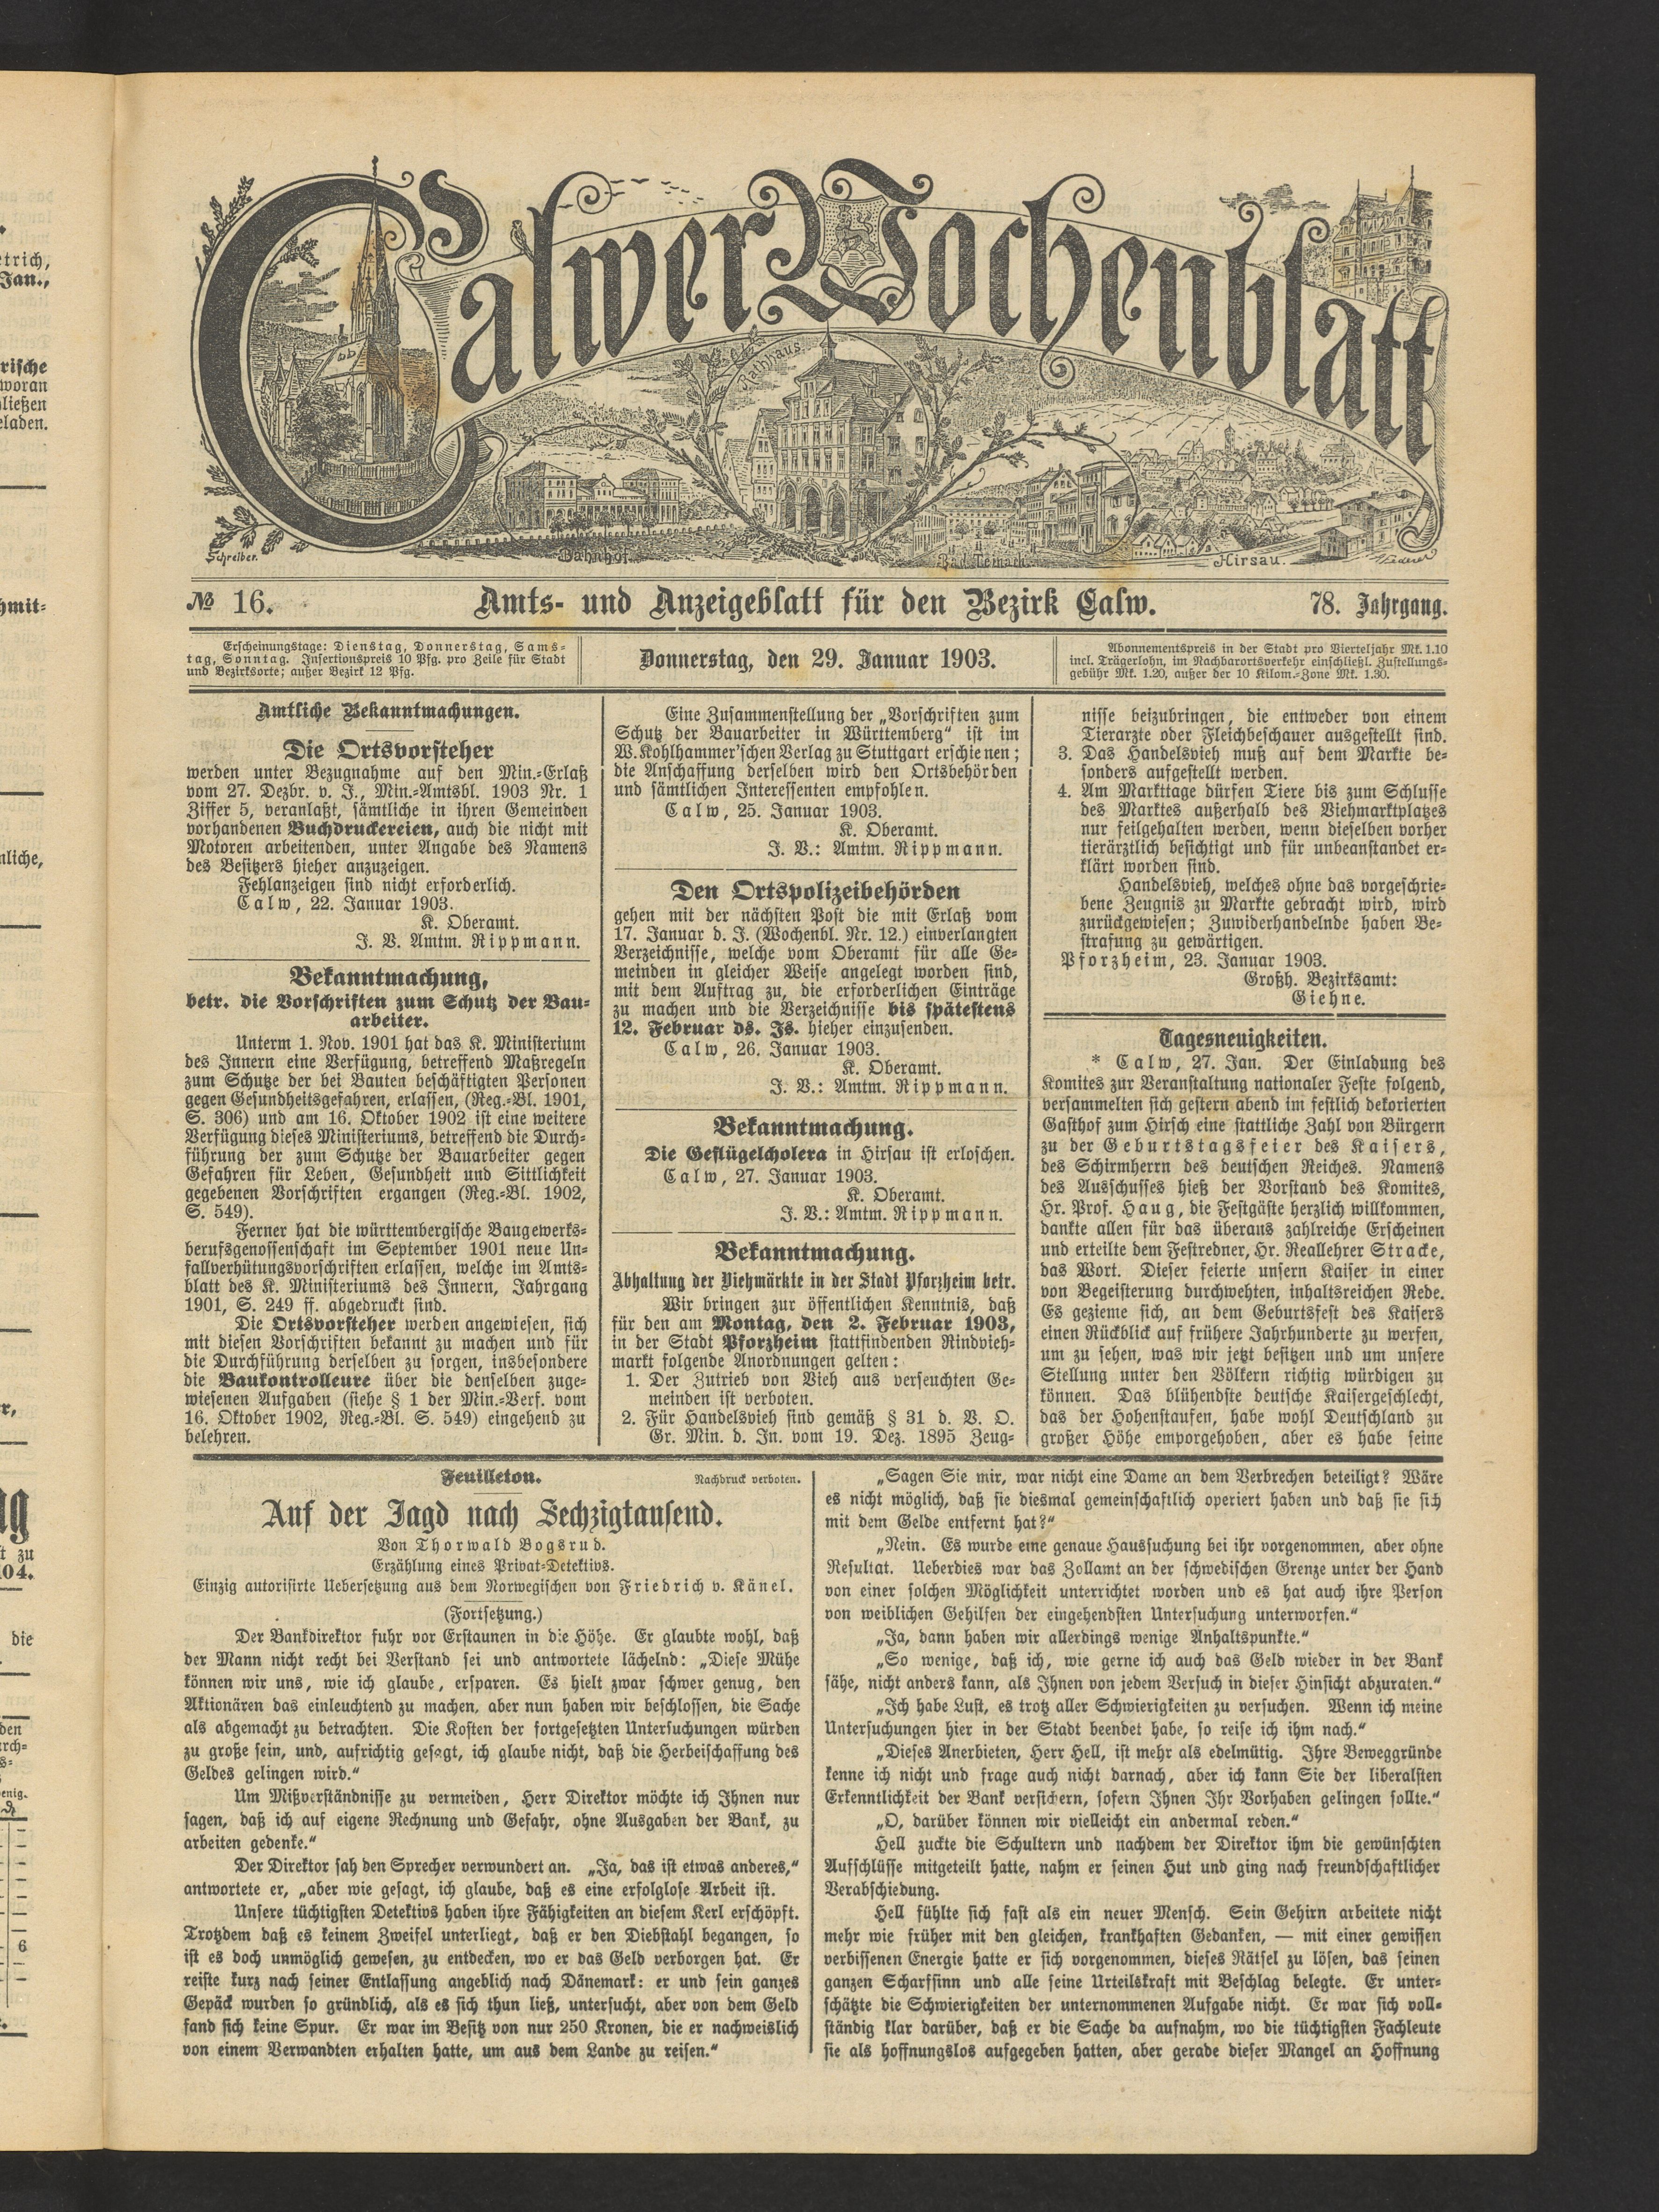 Calwer Wochenblatt
Rathhaus.
Schreiber.
Bahnhof.
Bad Teinach.
Hirsau.
№ 16.
Amts- und Anzeigeblatt für den Bezirk Calw.
78. Jahrgang.
Erscheinungstage: Dienstag, Donnerstag, Sams-
tag, Sonntag. Insertionspreis 10 Pfg. pro Zeile für Stadt
und Bezirksorte; außer Bezirk 12 Pfg.
Donnerstag, den 29. Januar 1903.
Abonnementspreis in der Stadt pro Vierteljahr Mk. 1.10
incl. Trägerlohn, im Nachbarortsverkehr einschließl. Zustellungs-
gebühr Mk. 1.20, außer der 10 Kilom.-Zone Mk. 1.30.
Amtliche Bekanntmachungen.
Die Ortsvorsteher
werden unter Bezugnahme auf den Min.-Erlaß
vom 27. Dezbr. v. J., Min.-Amtsbl. 1903 Nr. 1
Ziffer 5, veranlaßt, sämtliche in ihren Gemeinden
vorhandenen Buchdruckereien, auch die nicht mit
Motoren arbeitenden, unter Angabe des Namens
des Besitzers hieher anzuzeigen.
Fehlanzeigen sind nicht erforderlich.
Calw, 22. Januar 1903.
K. Oberamt.
J. V. Amtm. Rippmann.
Bekanntmachung,
betr. die Vorschriften zum Schutz der Bau-
arbeiter.
Unterm 1. Nov. 1901 hat das K. Ministerium
des Innern eine Verfügung, betreffend Maßregeln
zum Schutze der bei Bauten beschäftigten Personen
gegen Gesundheitsgefahren, erlassen, (Reg.-Bl. 1901,
S. 306) und am 16. Oktober 1902 ist eine weitere
Verfügung dieses Ministeriums, betreffend die Durch-
führung der zum Schutze der Bauarbeiter gegen
Gefahren für Leben, Gesundheit und Sittlichkeit
gegebenen Vorschriften ergangen (Reg.-Bl. 1902,
S. 549).
Ferner hat die württembergische Baugewerks-
berufsgenossenschaft im September 1901 neue Un-
fallverhütungsvorschriften erlassen, welche im Amts-
blatt des K. Ministeriums des Innern, Jahrgang
1901, S. 249 ff. abgedruckt sind.
Die Ortsvorsteher werden angewiesen, sich
mit diesen Vorschriften bekannt zu machen und für
die Durchführung derselben zu sorgen, insbesondere
die Baukontrolleure über die denselben zuge-
wiesenen Aufgaben (siehe § 1 der Min.-Verf. vom
16. Oktober 1902, Reg.-Bl. S. 549) eingehend zu
belehren.
Eine Zusammenstellung der „Vorschriften zum
Schutz der Bauarbeiter in Württemberg“ ist im
W. Kohlhammer'schen Verlag zu Stuttgart erschienen;
die Anschaffung derselben wird den Ortsbehörden
und sämtlichen Interessenten empfohlen.
Calw, 25. Januar 1903.
K. Oberamt.
J. V.: Amtm. Rippmann.
Den Ortspolizeibehörden
gehen mit der nächsten Post die mit Erlaß vom
17. Januar d. J. (Wochenbl. Nr. 12.) einverlangten
Verzeichnisse, welche vom Oberamt für alle Ge-
meinden in gleicher Weise angelegt worden sind,
mit dem Auftrag zu, die erforderlichen Einträge
zu machen und die Verzeichnisse bis spätestens
12. Februar ds. Js. hieher einzusenden.
Calw, 26. Januar 1903.
K. Oberamt.
J. V.: Amtm. Rippmann.
Bekanntmachung.
Die Geflügelcholera in Hirsau ist erloschen.
Calw, 27. Januar 1903.
K. Oberamt.
J. V.: Amtm. Rippmann.
Bekanntmachung.
Abhaltung der Viehmärkte in der Stadt Pforzheim betr.
Wir bringen zur öffentlichen Kenntnis, daß
für den am Montag, den 2. Februar 1903,
in der Stadt Pforzheim stattfindenden Rindvieh-
markt folgende Anordnungen gelten:
1. Der Zutrieb von Vieh aus verseuchten Ge-
meinden ist verboten.
2. Für Handelsvieh sind gemäß § 31 d. V. O.
Gr. Min. d. In. vom 19. Dez. 1895 Zeug-
nisse beizubringen, die entweder von einem
Tierarzte oder Fleichbeschauer ausgestellt sind.
3. Das Handelsvieh muß auf dem Markte be-
sonders aufgestellt werden.
4. Am Markttage dürfen Tiere bis zum Schlusse
des Marktes außerhalb des Viehmarktplatzes
nur feilgehalten werden, wenn dieselben vorher
tierärztlich besichtigt und für unbeanstandet er-
klärt worden sind.
Handelsvieh, welches ohne das vorgeschrie-
bene Zeugnis zu Markte gebracht wird, wird
zurückgewiesen; Zuwiderhandelnde haben Be-
strafung zu gewärtigen.
Pforzheim, 23. Januar 1903.
Großh. Bezirksamt:
Giehne.
Tagesneuigkeiten.
* Calw, 27. Jan. Der Einladung des
Komites zur Veranstaltung nationaler Feste folgend,
versammelten sich gestern abend im festlich dekorierten
Gasthof zum Hirsch eine stattliche Zahl von Bürgern
zu der Geburtstagsfeier des Kaisers,
des Schirmherrn des deutschen Reiches. Namens
des Ausschusses hieß der Vorstand des Komites,
Hr. Prof. Haug, die Festgäste herzlich willkommen,
dankte allen für das überaus zahlreiche Erscheinen
und erteilte dem Festredner, Hr. Reallehrer Stracke,
das Wort. Dieser feierte unsern Kaiser in einer
von Begeisterung durchwehten, inhaltsreichen Rede.
Es gezieme sich, an dem Geburtsfest des Kaisers
einen Rückblick auf frühere Jahrhunderte zu werfen,
um zu sehen, was wir jetzt besitzen und um unsere
Stellung unter den Völkern richtig würdigen zu
können. Das blühendste deutsche Kaisergeschlecht,
das der Hohenstaufen, habe wohl Deutschland zu
großer Höhe emporgehoben, aber es habe seine
Feuilleton.
Nachdruck verboten.
Auf der Jagd nach Sechzigtausend.
Von Thorwald Bogsrud.
Erzählung eines Privat-Detektivs.
Einzig autorisirte Uebersetzung aus dem Norwegischen von Friedrich v. Känel.
(Fortsetzung.)
Der Bankdirektor fuhr vor Erstaunen in die Höhe. Er glaubte wohl, daß
der Mann nicht recht bei Verstand sei und antwortete lächelnd: „Diese Mühe
können wir uns, wie ich glaube, ersparen. Es hielt zwar schwer genug, den
Aktionären das einleuchtend zu machen, aber nun haben wir beschlossen, die Sache
als abgemacht zu betrachten. Die Kosten der fortgesetzten Untersuchungen würden
zu große sein, und, aufrichtig gesagt, ich glaube nicht, daß die Herbeischaffung des
Geldes gelingen wird.“
Um Mißverständnisse zu vermeiden, Herr Direktor möchte ich Ihnen nur
sagen, daß ich auf eigene Rechnung und Gefahr, ohne Ausgaben der Bank, zu
arbeiten gedenke.“
Der Direktor sah den Sprecher verwundert an. „Ja, das ist etwas anderes,“
antwortete er, „aber wie gesagt, ich glaube, daß es eine erfolglose Arbeit ist.
Unsere tüchtigsten Detektivs haben ihre Fähigkeiten an diesem Kerl erschöpft.
Trotzdem daß es keinem Zweifel unterliegt, daß er den Diebstahl begangen, so
ist es doch unmöglich gewesen, zu entdecken, wo er das Geld verborgen hat. Er
reiste kurz nach seiner Entlassung angeblich nach Dänemark: er und sein ganzes
Gepäck wurden so gründlich, als es sich thun ließ, untersucht, aber von dem Geld
fand sich keine Spur. Er war im Besitz von nur 250 Kronen, die er nachweislich
von einem Verwandten erhalten hatte, um aus dem Lande zu reisen.“
„Sagen Sie mir, war nicht eine Dame an dem Verbrechen beteiligt? Wäre
es nicht möglich, daß sie diesmal gemeinschaftlich operiert haben und daß sie sich
mit dem Gelde entfernt hat?“
„Nein. Es wurde eine genaue Haussuchung bei ihr vorgenommen, aber ohne
Resultat. Ueberdies war das Zollamt an der schwedischen Grenze unter der Hand
von einer solchen Möglichkeit unterrichtet worden und es hat auch ihre Person
von weiblichen Gehilfen der eingehendsten Untersuchung unterworfen.“
„Ja, dann haben wir allerdings wenige Anhaltspunkte.“
„So wenige, daß ich, wie gerne ich auch das Geld wieder in der Bank
sähe, nicht anders kann, als Ihnen von jedem Versuch in dieser Hinsicht abzuraten.“
„Ich habe Lust, es trotz aller Schwierigkeiten zu versuchen. Wenn ich meine
Untersuchungen hier in der Stadt beendet habe, so reise ich ihm nach.“
„Dieses Anerbieten, Herr Hell, ist mehr als edelmütig. Ihre Beweggründe
kenne ich nicht und frage auch nicht darnach, aber ich kann Sie der liberalsten
Erkenntlichkeit der Bank versichern, sofern Ihnen Ihr Vorhaben gelingen sollte.“
„O, darüber können wir vielleicht ein andermal reden.“
Hell zuckte die Schultern und nachdem der Direktor ihm die gewünschten
Aufschlüsse mitgeteilt hatte, nahm er seinen Hut und ging nach freundschaftlicher
Verabschiedung.
Hell fühlte sich fast als ein neuer Mensch. Sein Gehirn arbeitete nicht
mehr wie früher mit den gleichen, krankhaften Gedanken, — mit einer gewissen
verbissenen Energie hatte er sich vorgenommen, dieses Rätsel zu lösen, das seinen
ganzen Scharfsinn und alle seine Urteilskraft mit Beschlag belegte. Er unter-
schätzte die Schwierigkeiten der unternommenen Aufgabe nicht. Er war sich voll-
ständig klar darüber, daß er die Sache da aufnahm, wo die tüchtigsten Fachleute
sie als hoffnungslos aufgegeben hatten, aber gerade dieser Mangel an Hoffnung